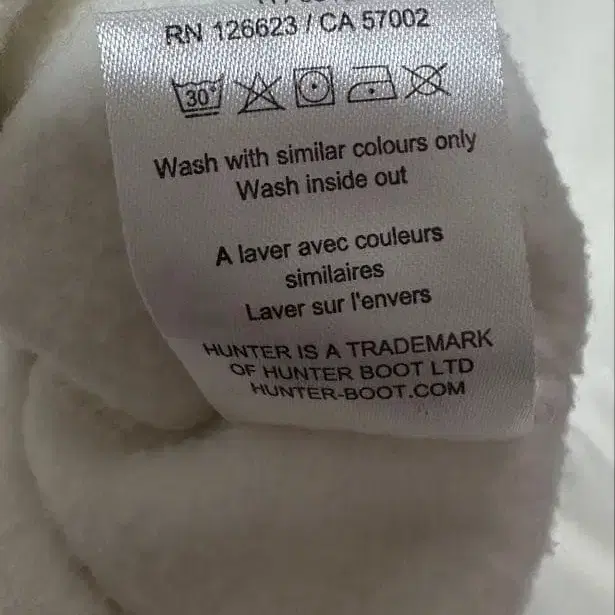 RN 126623 / CA 57002
30°
Wash with similar colours only
Wash inside out
A laver avec couleurs
similaires
Laver sur l'envers
HUNTER IS A TRADEMARK
OF HUNTER BOOT LTD
HUNTER-BOOT.COM